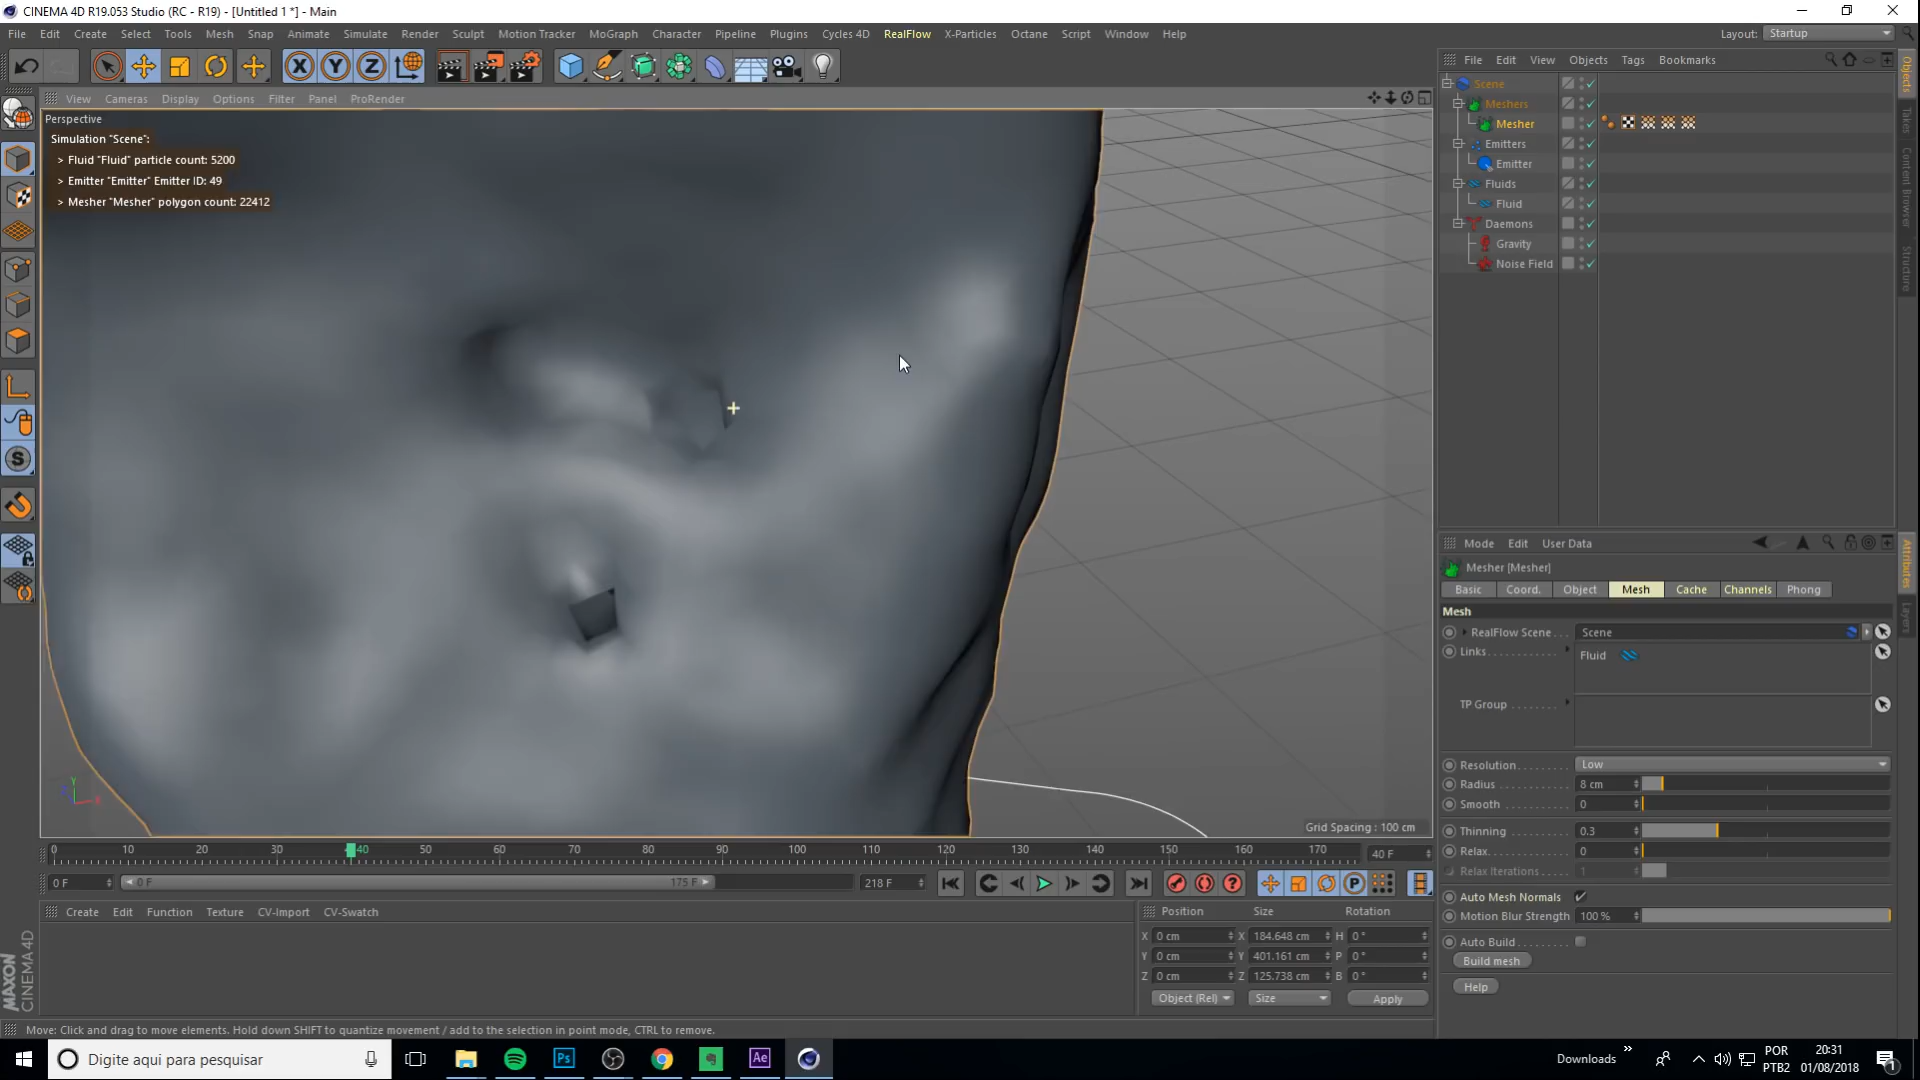 CINEMA 4D R19.053 Studio (RC - R19) - [Untitled 1 *] - Main
File Edit Create Select Tools Mesh Snap Animate Simulate Render Sculpt Motion Tracker MoGraph Character Pipeline Plugins Cycles 4D RealFlow X-Particles Octane Script Window Help
Layout: Startup
File Edit View Objects Tags Bookmarks
View Cameras Display Options Filter Panel ProRender
Perspective
Simulation "Scene":
> Fluid "Fluid" particle count: 5200
> Emitter "Emitter" Emitter ID: 49
> Mesher "Mesher" polygon count: 22412
Scene
Meshers
Mesher
Emitters
Emitter
Fluids
Fluid
Daemons
Gravity
Noise Field
Objects
Takes
Content Browser
Structure
Mode Edit User Data
Mesher [Mesher]
Basic Coord. Object Mesh Cache Channels Phong
Mesh
RealFlow Scene . . . Scene
Links. . . . . . . . . . . . Fluid
TP Group . . . . . . . .
Resolution. . . . . . . . Low
Radius . . . . . . . . . . 8 cm
Smooth . . . . . . . . . 0
Thinning . . . . . . . . 0.3
Relax. . . . . . . . . . . . 0
Relax Iterations . . . 1
Auto Mesh Normals
Motion Blur Strength 100 %
Auto Build . . . . . . .
Build mesh
Help
Attributes
Layers
Grid Spacing : 100 cm
0 10 20 30 40 50 60 70 80 90 100 110 120 130 140 150 160 170 40 F
0 F 0 F 175 F 218 F
Create Edit Function Texture CV-Import CV-Swatch
Position Size Rotation
X 0 cm X 184.648 cm H 0 °
Y 0 cm Y 401.161 cm P 0 °
Z 0 cm Z 125.738 cm B 0 °
Object (Rel) Size Apply
MAXON
CINEMA 4D
Move: Click and drag to move elements. Hold down SHIFT to quantize movement / add to the selection in point mode, CTRL to remove.
Digite aqui para pesquisar
Ps
Ae
Downloads
POR
PTB2
20:31
01/08/2018
1